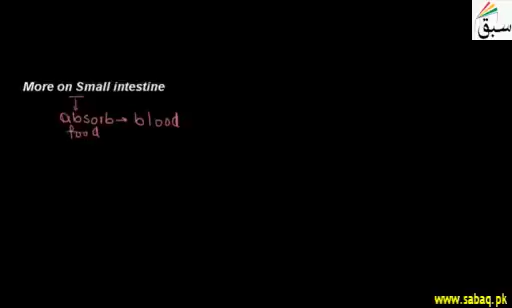 سبق
More on Small intestine
absorb → blood
food
www.sabaq.pk